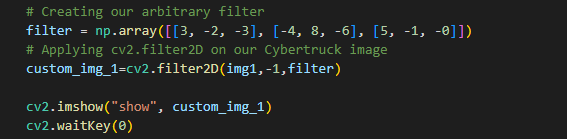 # Creating our arbitrary filter
filter = np.array([[3, -2, -3], [-4, 8, -6], [5, -1, -0]])
# Applying cv2.filter2D on our Cybertruck image
custom_img_1=cv2.filter2D(img1,-1,filter)
cv2.imshow("show", custom_img_1)
cv2.waitKey(0)